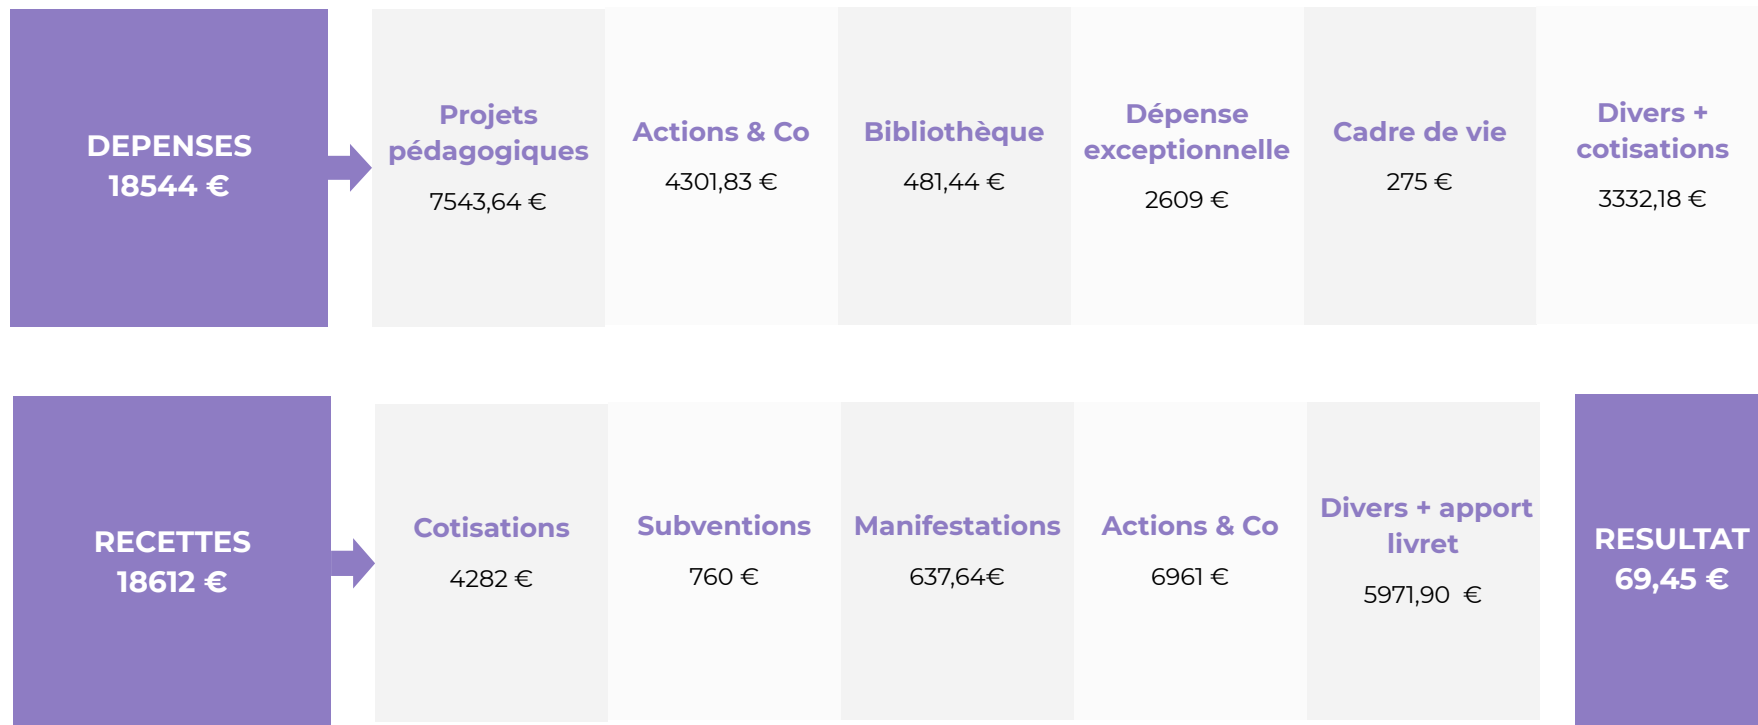 DEPENSES
18544 €
Projets
pédagogiques
7543,64 €
Actions & Co
4301,83 €
Bibliothèque
481,44 €
Dépense
exceptionnelle
2609 €
Cadre de vie
275 €
Divers +
cotisations
3332,18 €
RECETTES
18612 €
Cotisations
4282 €
Subventions
760 €
Manifestations
637,64€
Actions & Co
6961 €
Divers + apport
livret
5971,90 €
RESULTAT
69,45 €